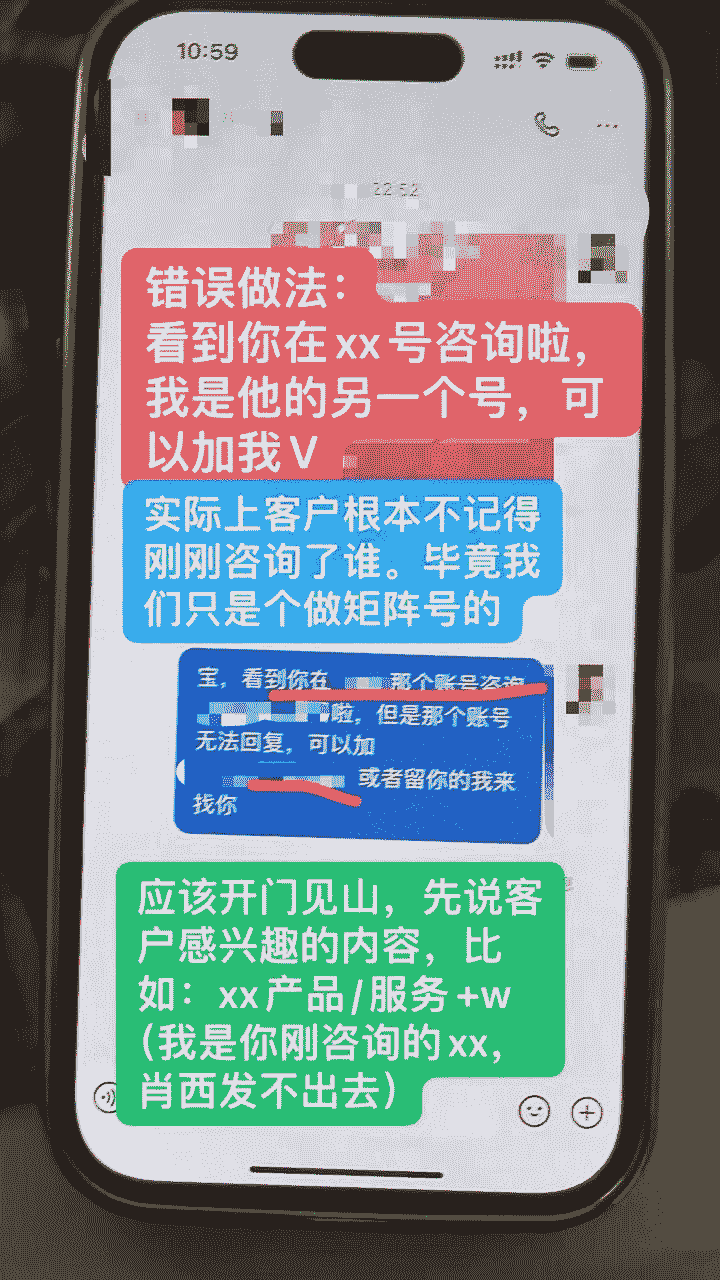 10:59
22:52
错误做法：
看到你在xx号咨询啦，
我是他的另一个号，可
以加我V
实际上客户根本不记得
刚刚咨询了谁。毕竟我
们只是个做矩阵号的
宝，看到你在 那个账号咨询
啦，但是那个账号
无法回复，可以加
或者留你的我来
找你
应该开门见山，先说客
户感兴趣的内容，比
如：xx产品/服务+w
（我是你刚咨询的xx，
肖西发不出去）